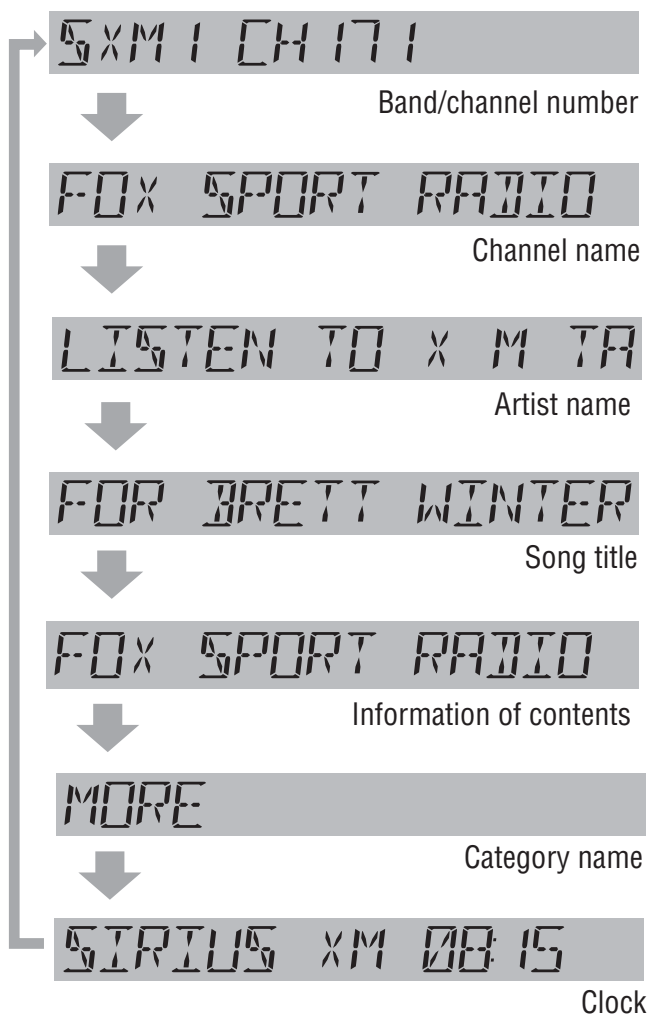 SXM1 CH171
Band/channel number
FOX SPORT RADIO
Channel name
LISTEN TO X M TA
Artist name
FOR BRETT WINTER
Song title
FOX SPORT RADIO
Information of contents
MORE
Category name
SIRIUS XM 08:15
Clock